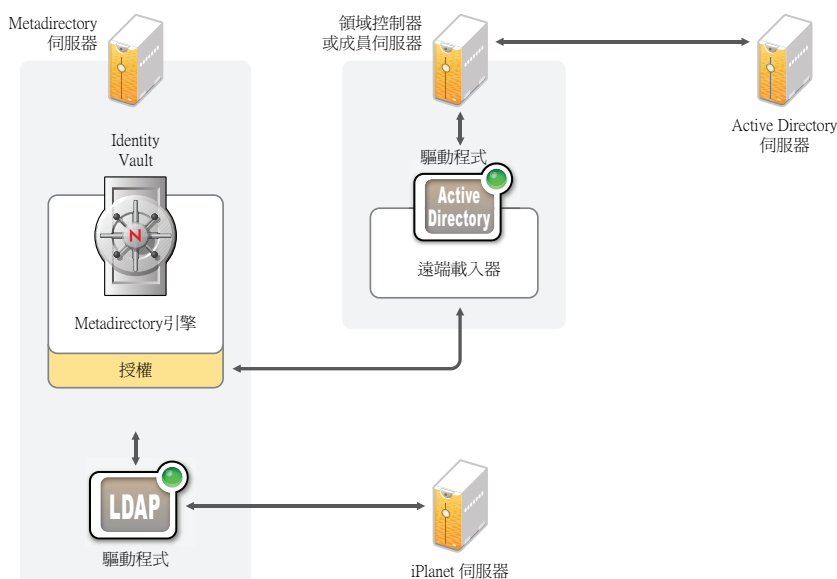 Metadirectory
伺服器
領域控制器
或成員伺服器
Active Directory
伺服器
Identity
Vault
N
Metadirectory引擎
授權
驅動程式
Active
Directory
遠端載入器
LDAP
驅動程式
iPlanet 伺服器